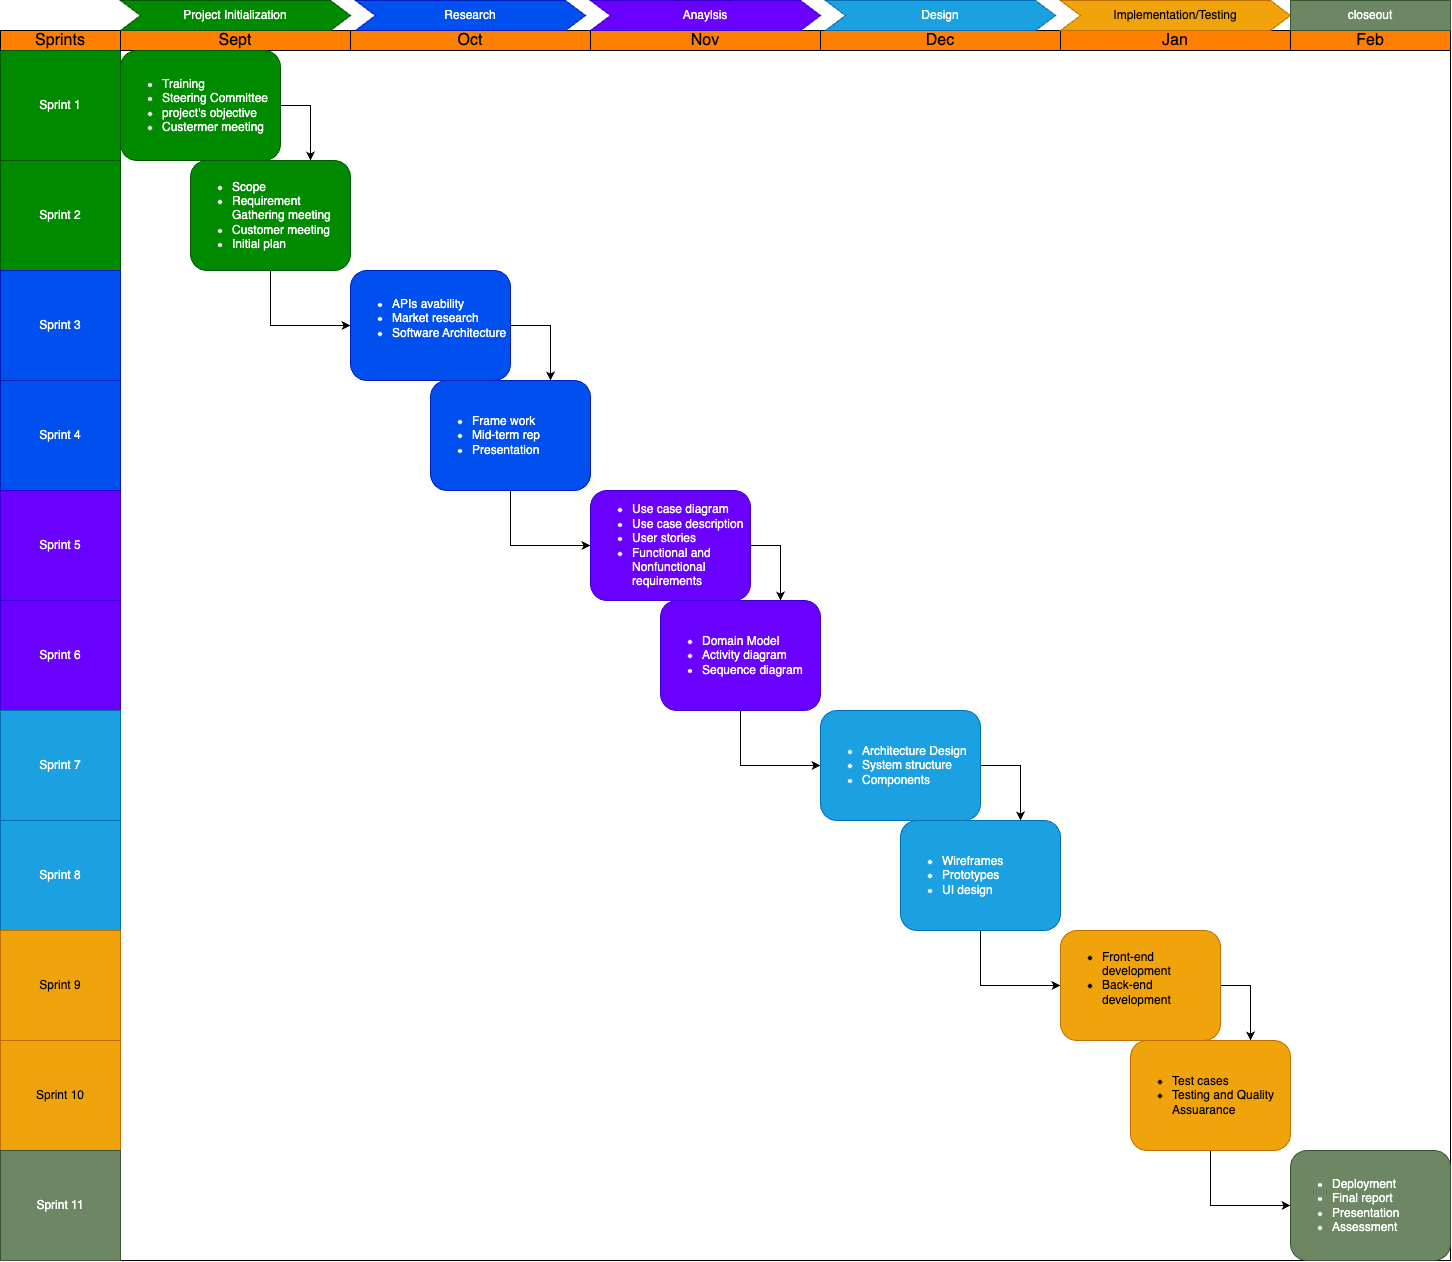 Project Initialization
Research
Anaylsis
Design
Implementation/Testing
closeout
Sprints
Sept
Oct
Nov
Dec
Jan
Feb
Sprint 1
Training
Steering Committee
project's objective
Custermer meeting
Sprint 2
Scope
Requirement
Gathering meeting
Customer meeting
Initial plan
Sprint 3
APIs avability
Market research
Software Architecture
Sprint 4
Frame work
Mid-term rep
Presentation
Sprint 5
Use case diagram
Use case description
User stories
Functional and
Nonfunctional
requirements
Sprint 6
Domain Model
Activity diagram
Sequence diagram
Sprint 7
Architecture Design
System structure
Components
Sprint 8
Wireframes
Prototypes
UI design
Sprint 9
Front-end
development
Back-end
development
Sprint 10
Test cases
Testing and Quality
Assuarance
Sprint 11
Deployment
Final report
Presentation
Assessment